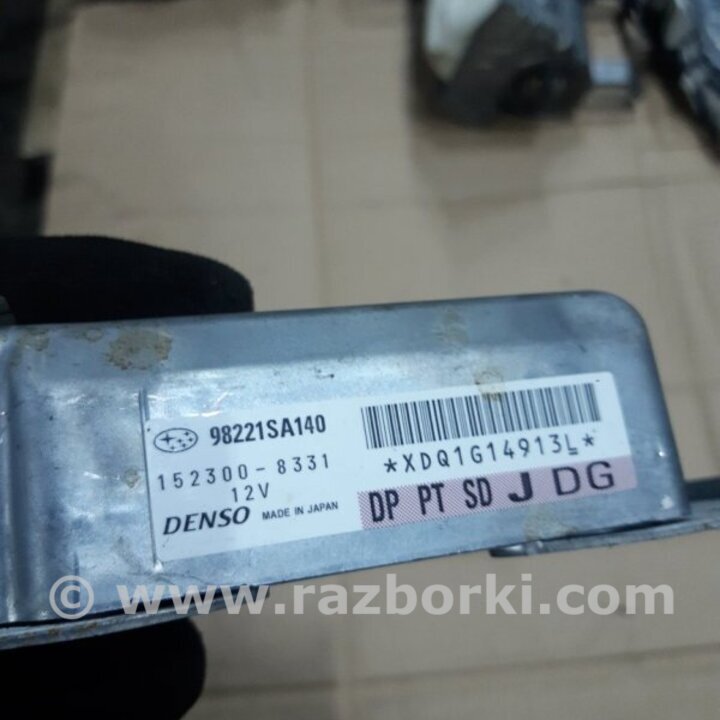 98221SA140
152300-8331
12V
DENSO MADE IN JAPAN
*XDQ1G14913L*
DP PT SD J DG
© www.razborki.com